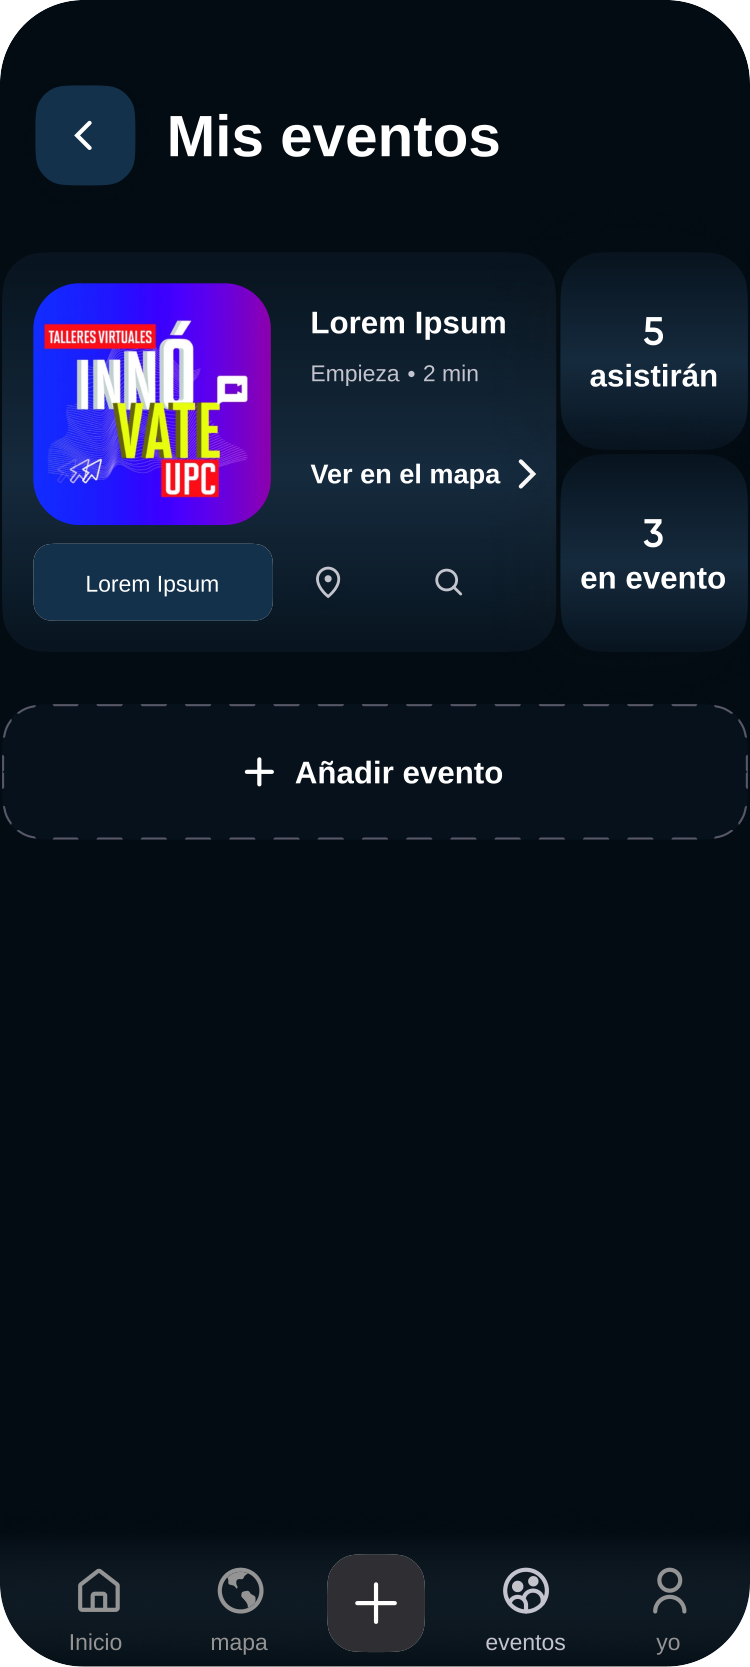 Mis eventos
TALLERES VIRTUALES
INNÓ
VATE
UPC
Lorem Ipsum
Empieza • 2 min
Ver en el mapa
Lorem Ipsum
5
asistirán
3
en evento
Añadir evento
Inicio
mapa
eventos
yo